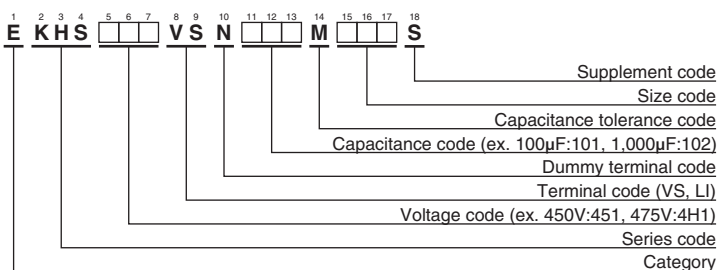 1 2 3 4 5 6 7 8 9 10 11 12 13 14 15 16 17 18
E K H S □□□ V S N □□□ M □□□ S
Supplement code
Size code
Capacitance tolerance code
Capacitance code (ex. 100µF:101, 1,000µF:102)
Dummy terminal code
Terminal code (VS, LI)
Voltage code (ex. 450V:451, 475V:4H1)
Series code
Category